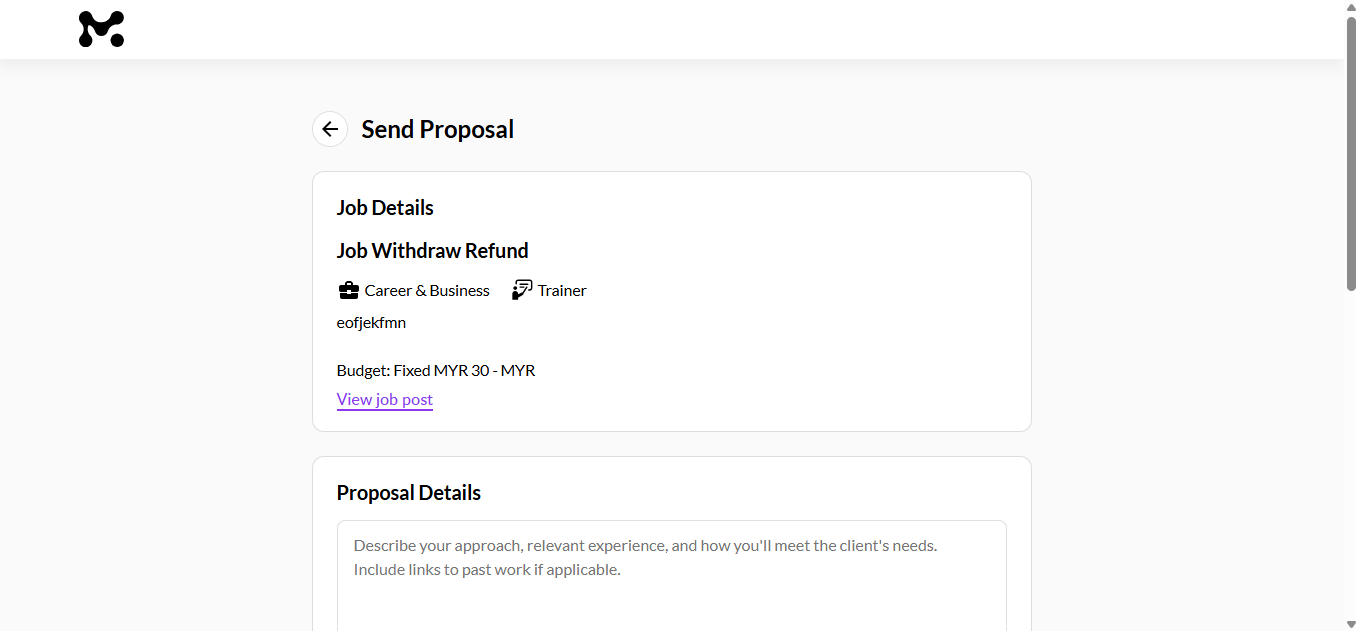 Send Proposal
Job Details
Job Withdraw Refund
Career & Business Trainer
eofjekfmn
Budget: Fixed MYR 30 - MYR
View job post
Proposal Details
Describe your approach, relevant experience, and how you'll meet the client's needs.
Include links to past work if applicable.